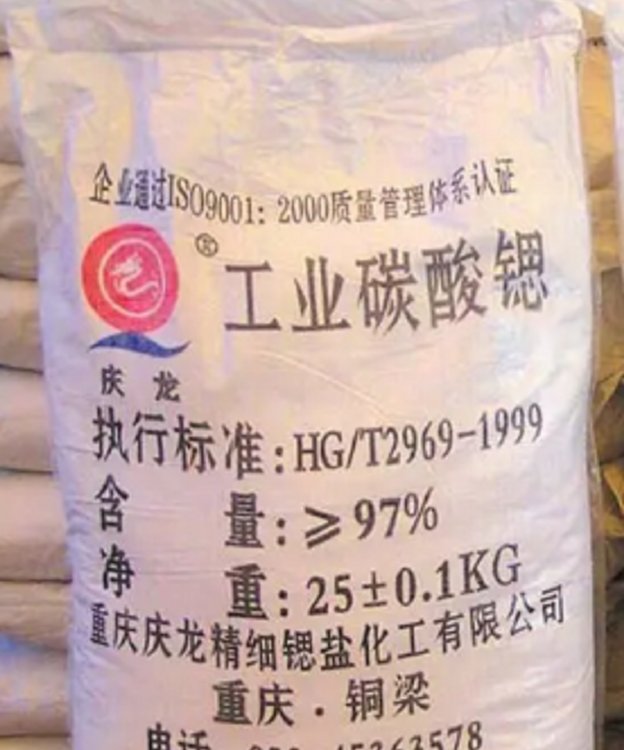 企业通过ISO9001：2000质量管理体系认证
®
工业碳酸锶
庆龙
执行标准：HG/T2969-1999
含量：≥97%
净重：25±0.1KG
重庆庆龙精细锶盐化工有限公司
重庆·铜梁
电话 45363578